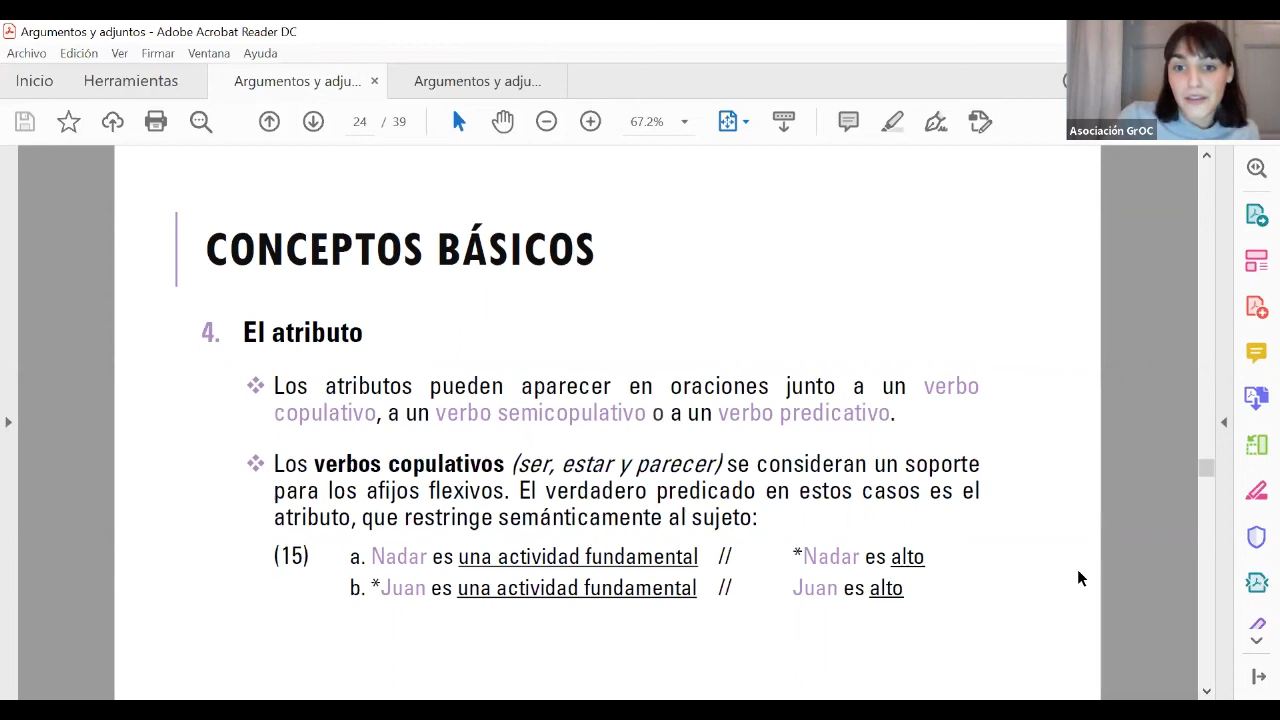 Argumentos y adjuntos - Adobe Acrobat Reader DC
Archivo Edición Ver Firmar Ventana Ayuda
Inicio Herramientas Argumentos y adju... × Argumentos y adju...
24 / 39 67.2%
Asociación GrOC
CONCEPTOS BÁSICOS
4. El atributo
❖ Los atributos pueden aparecer en oraciones junto a un verbo
copulativo, a un verbo semicopulativo o a un verbo predicativo.
❖ Los verbos copulativos (ser, estar y parecer) se consideran un soporte
para los afijos flexivos. El verdadero predicado en estos casos es el
atributo, que restringe semánticamente al sujeto:
(15) a. Nadar es una actividad fundamental // *Nadar es alto
b. *Juan es una actividad fundamental // Juan es alto